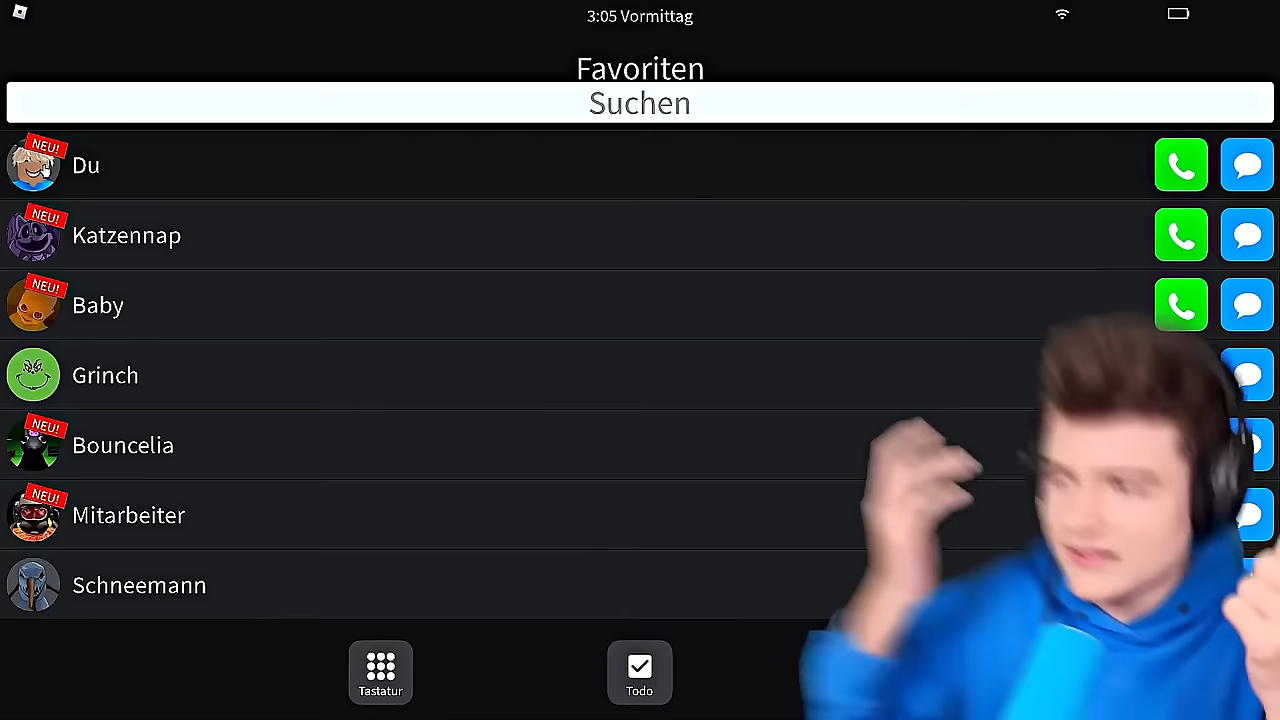 3:05 Vormittag
Favoriten
Suchen
NEU!
Du
NEU!
Katzennap
NEU!
Baby
Grinch
NEU!
Bouncelia
NEU!
Mitarbeiter
Schneemann
Tastatur
Todo